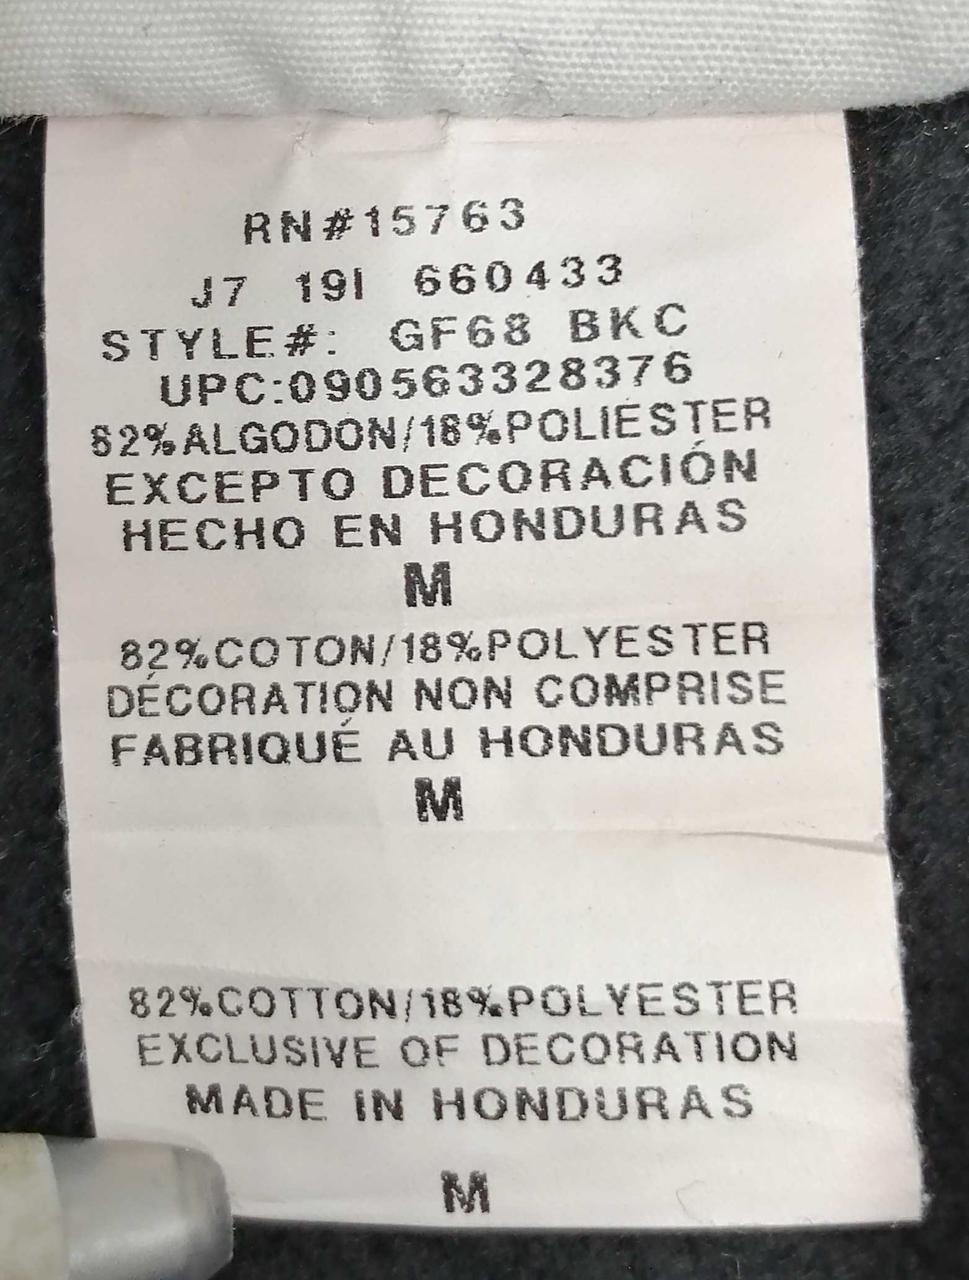 RN#15763
J7 19I 660433
STYLE#: GF68 BKC
UPC:090563328376
82%ALGODON/18%POLIÉSTER
EXCEPTO DECORACIÓN
HECHO EN HONDURAS
M
82%COTON/18%POLYESTER
DÉCORATION NON COMPRISE
FABRIQUÉ AU HONDURAS
M
82%COTTON/18%POLYESTER
EXCLUSIVE OF DECORATION
MADE IN HONDURAS
M